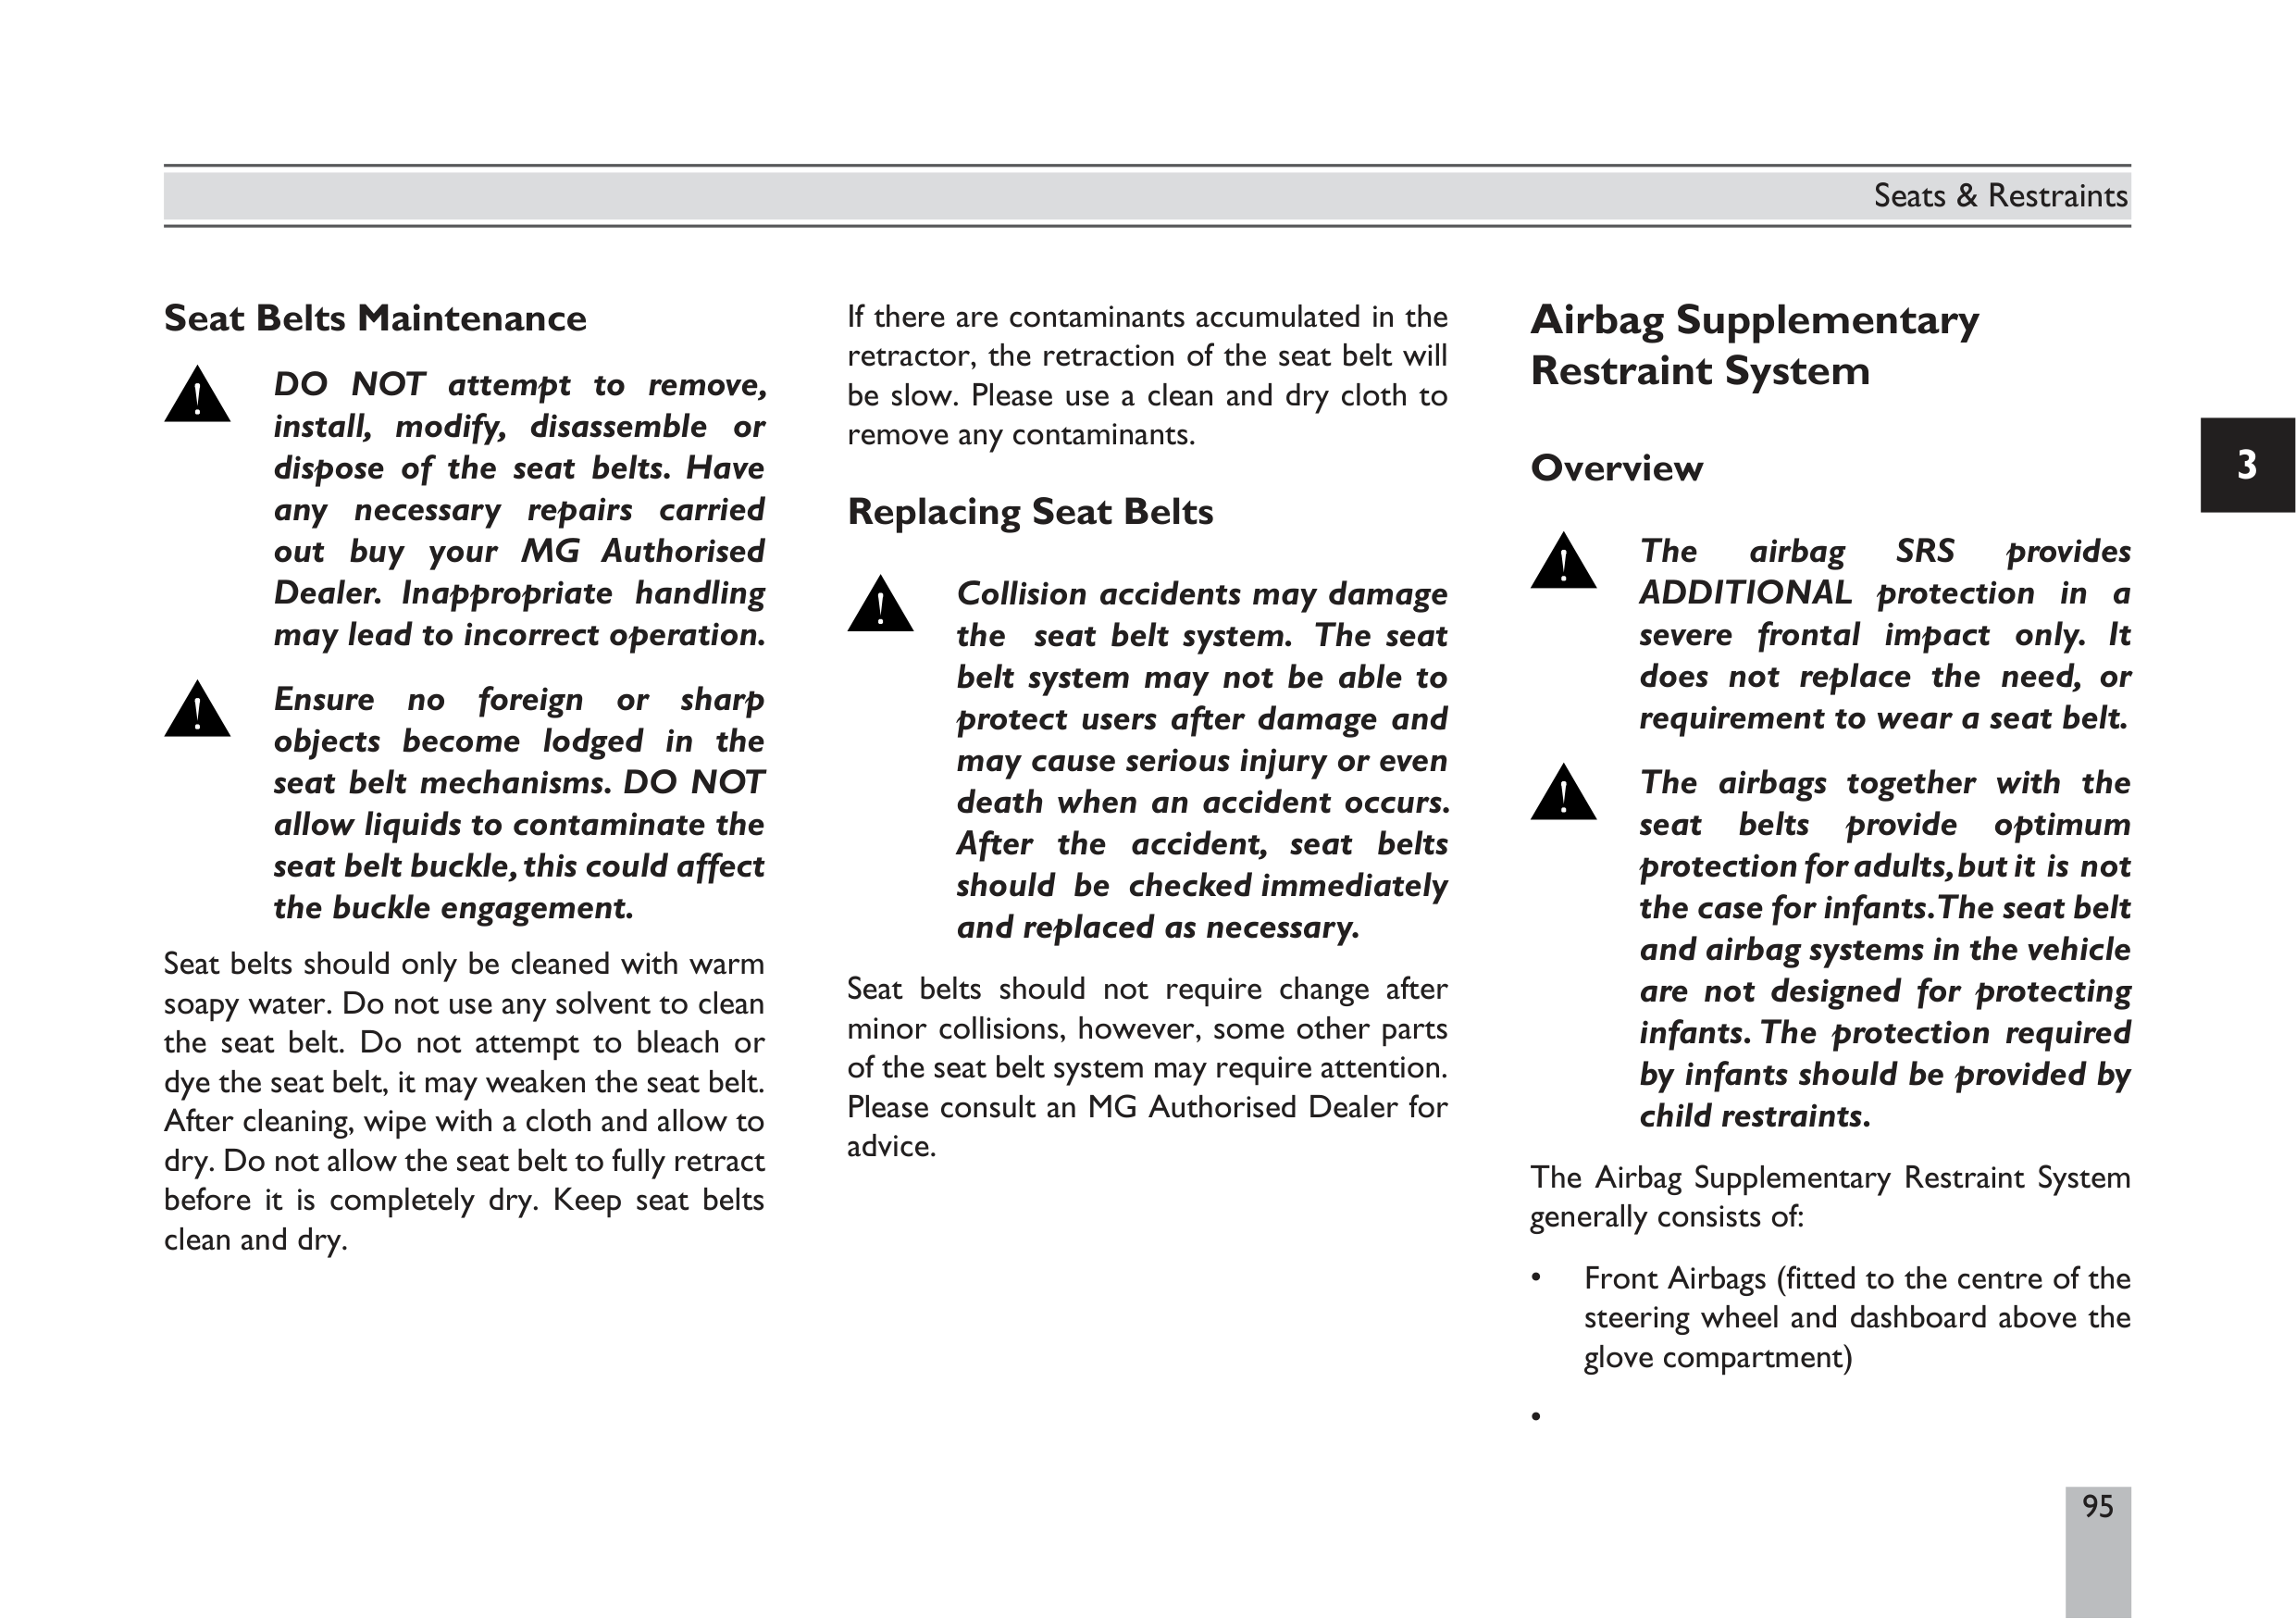 Seats & Restraints
Seat Belts Maintenance
DO NOT attempt to remove,
install, modify, disassemble or
dispose of the seat belts. Have
any necessary repairs carried
out buy your MG Authorised
Dealer. Inappropriate handling
may lead to incorrect operation.
Ensure no foreign or sharp
objects become lodged in the
seat belt mechanisms. DO NOT
allow liquids to contaminate the
seat belt buckle, this could affect
the buckle engagement.
Seat belts should only be cleaned with warm
soapy water. Do not use any solvent to clean
the seat belt. Do not attempt to bleach or
dye the seat belt, it may weaken the seat belt.
After cleaning, wipe with a cloth and allow to
dry. Do not allow the seat belt to fully retract
before it is completely dry. Keep seat belts
clean and dry.
If there are contaminants accumulated in the
retractor, the retraction of the seat belt will
be slow. Please use a clean and dry cloth to
remove any contaminants.
Replacing Seat Belts
Collision accidents may damage
the seat belt system. The seat
belt system may not be able to
protect users after damage and
may cause serious injury or even
death when an accident occurs.
After the accident, seat belts
should be checked immediately
and replaced as necessary.
Seat belts should not require change after
minor collisions, however, some other parts
of the seat belt system may require attention.
Please consult an MG Authorised Dealer for
advice.
Airbag Supplementary
Restraint System
Overview
The airbag SRS provides
ADDITIONAL protection in a
severe frontal impact only. It
does not replace the need, or
requirement to wear a seat belt.
The airbags together with the
seat belts provide optimum
protection for adults, but it is not
the case for infants. The seat belt
and airbag systems in the vehicle
are not designed for protecting
infants. The protection required
by infants should be provided by
child restraints.
The Airbag Supplementary Restraint System
generally consists of:
• Front Airbags (fitted to the centre of the
steering wheel and dashboard above the
glove compartment)
•
3
95